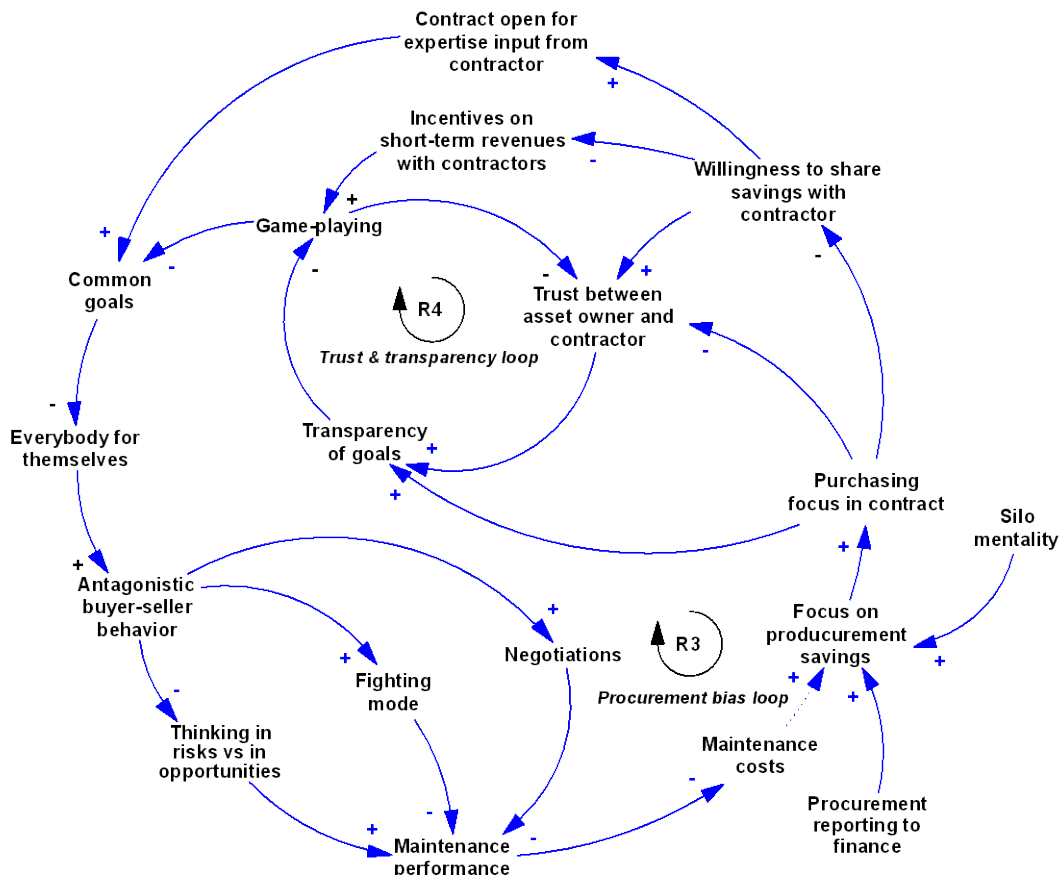 Contract open for
expertise input from
contractor
+
Incentives on
short-term revenues
with contractors
-
Willingness to share
savings with
contractor
+
Game-playing
+
-
-
-
Common
goals
-
+
-
Trust between
asset owner and
contractor
R4
Trust & transparency loop
-
-
Everybody for
themselves
Transparency
of goals
+
+
Purchasing
focus in contract
Silo
mentality
+
+
Antagonistic
buyer-seller
behavior
+
Focus on
producurement
savings
+
R3
Procurement bias loop
Negotiations
+
Fighting
mode
+
+
-
Thinking in
risks vs in
opportunities
Maintenance
costs
-
Procurement
reporting to
finance
+
-
-
Maintenance
performance